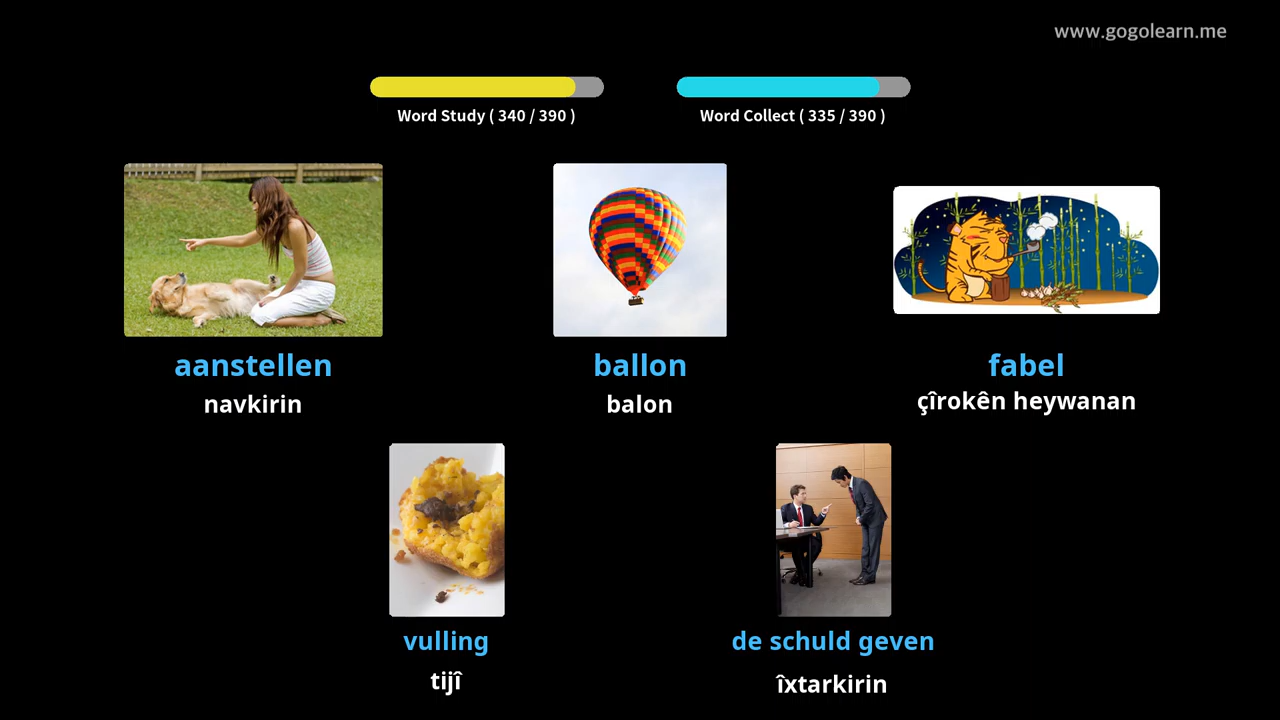 www.gogolearn.me
Word Study ( 340 / 390 )
Word Collect ( 335 / 390 )
aanstellen
navkirin
ballon
balon
fabel
çîrokên heywanan
vulling
tijî
de schuld geven
îxtarkirin